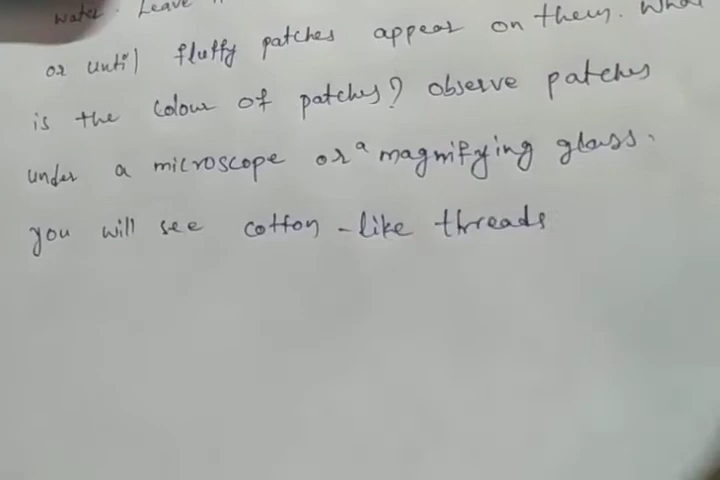 water. Leave
or until fluffy patches appear on them. What
is the colour of patches? observe patches
under a microscope or a magnifying glass.
you will see cotton-like threads